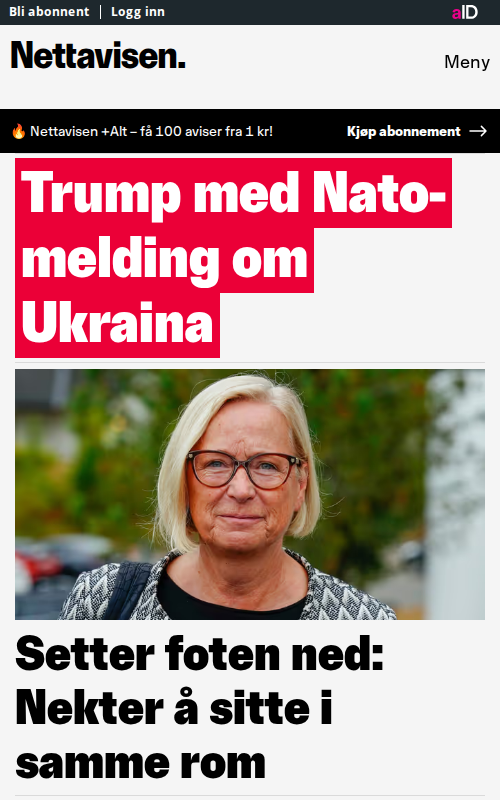 Bli abonnent | Logg inn
aID
Nettavisen.
Meny
🔥 Nettavisen +Alt – få 100 aviser fra 1 kr!
Kjøp abonnement →
Trump med Nato-
melding om
Ukraina
Setter foten ned:
Nekter å sitte i
samme rom